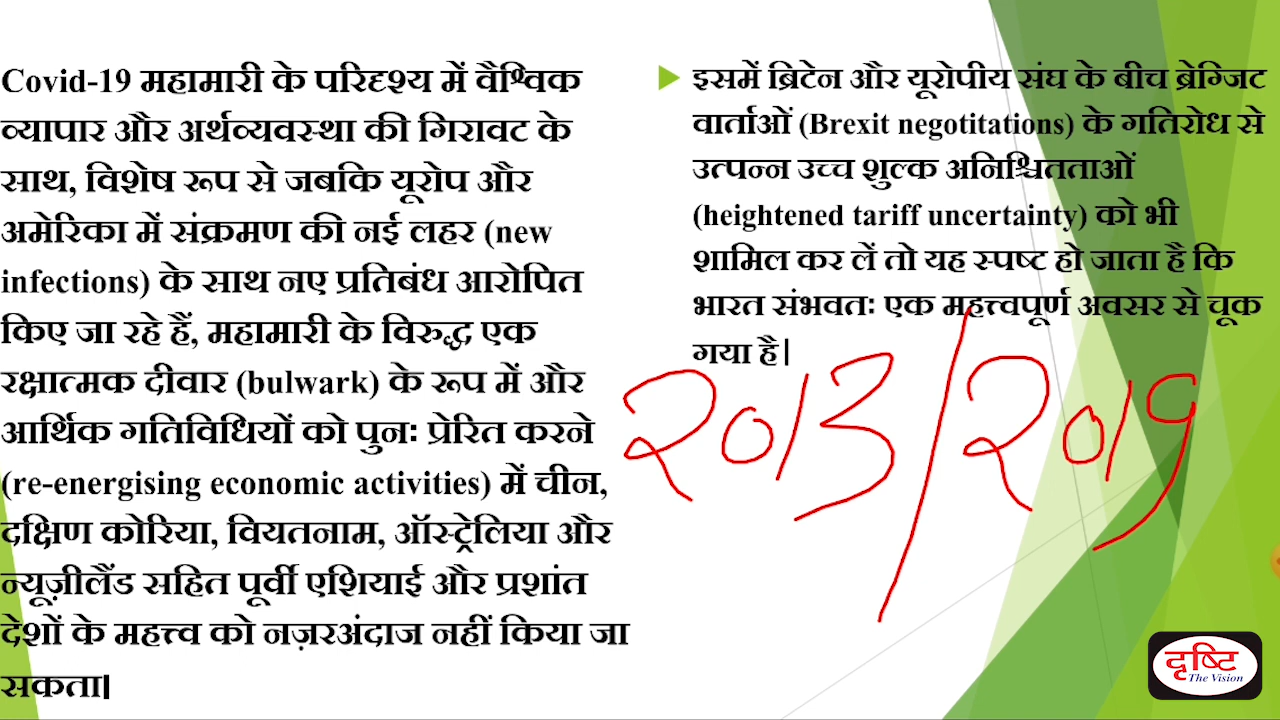 Covid-19 महामारी के परिदृश्य में वैश्विक
व्यापार और अर्थव्यवस्था की गिरावट के
साथ, विशेष रूप से जबकि यूरोप और
अमेरिका में संक्रमण की नई लहर (new
infections) के साथ नए प्रतिबंध आरोपित
किए जा रहे हैं, महामारी के विरुद्ध एक
रक्षात्मक दीवार (bulwark) के रूप में और
आर्थिक गतिविधियों को पुनः प्रेरित करने
(re-energising economic activities) में चीन,
दक्षिण कोरिया, वियतनाम, ऑस्ट्रेलिया और
न्यूज़ीलैंड सहित पूर्वी एशियाई और प्रशांत
देशों के महत्त्व को नज़रअंदाज नहीं किया जा
सकता।
इसमें ब्रिटेन और यूरोपीय संघ के बीच ब्रेग्जिट
वार्ताओं (Brexit negotitations) के गतिरोध से
उत्पन्न उच्च शुल्क अनिश्चितताओं
(heightened tariff uncertainty) को भी
शामिल कर लें तो यह स्पष्ट हो जाता है कि
भारत संभवतः एक महत्त्वपूर्ण अवसर से चूक
गया है।
2013/2019
दृष्टि
The Vision